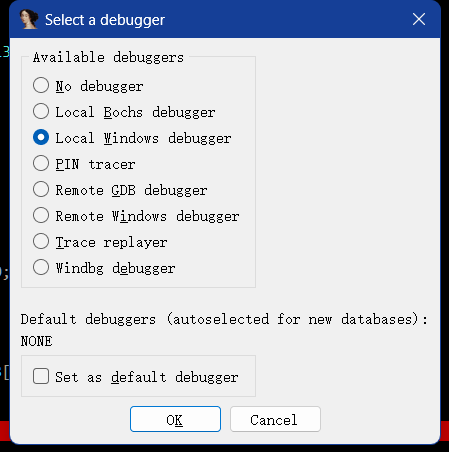 Select a debugger
Available debuggers
No debugger
Local Bochs debugger
Local Windows debugger
PIN tracer
Remote GDB debugger
Remote Windows debugger
Trace replayer
Windbg debugger
Default debuggers (autoselected for new databases):
NONE
Set as default debugger
OK
Cancel